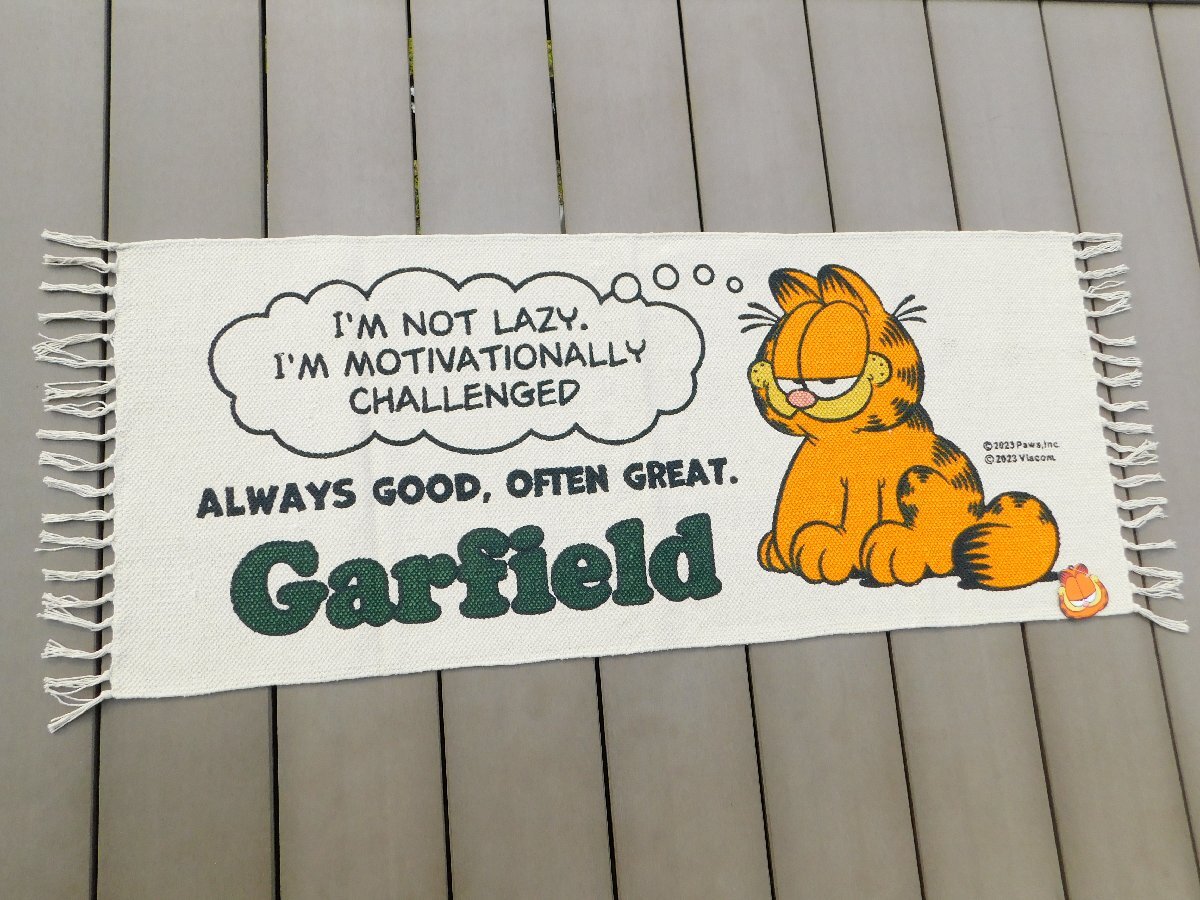 I'M NOT LAZY.
I'M MOTIVATIONALLY
CHALLENGED
ALWAYS GOOD, OFTEN GREAT.
Garfield
©2023 Paws, Inc.
©2023 Viacom